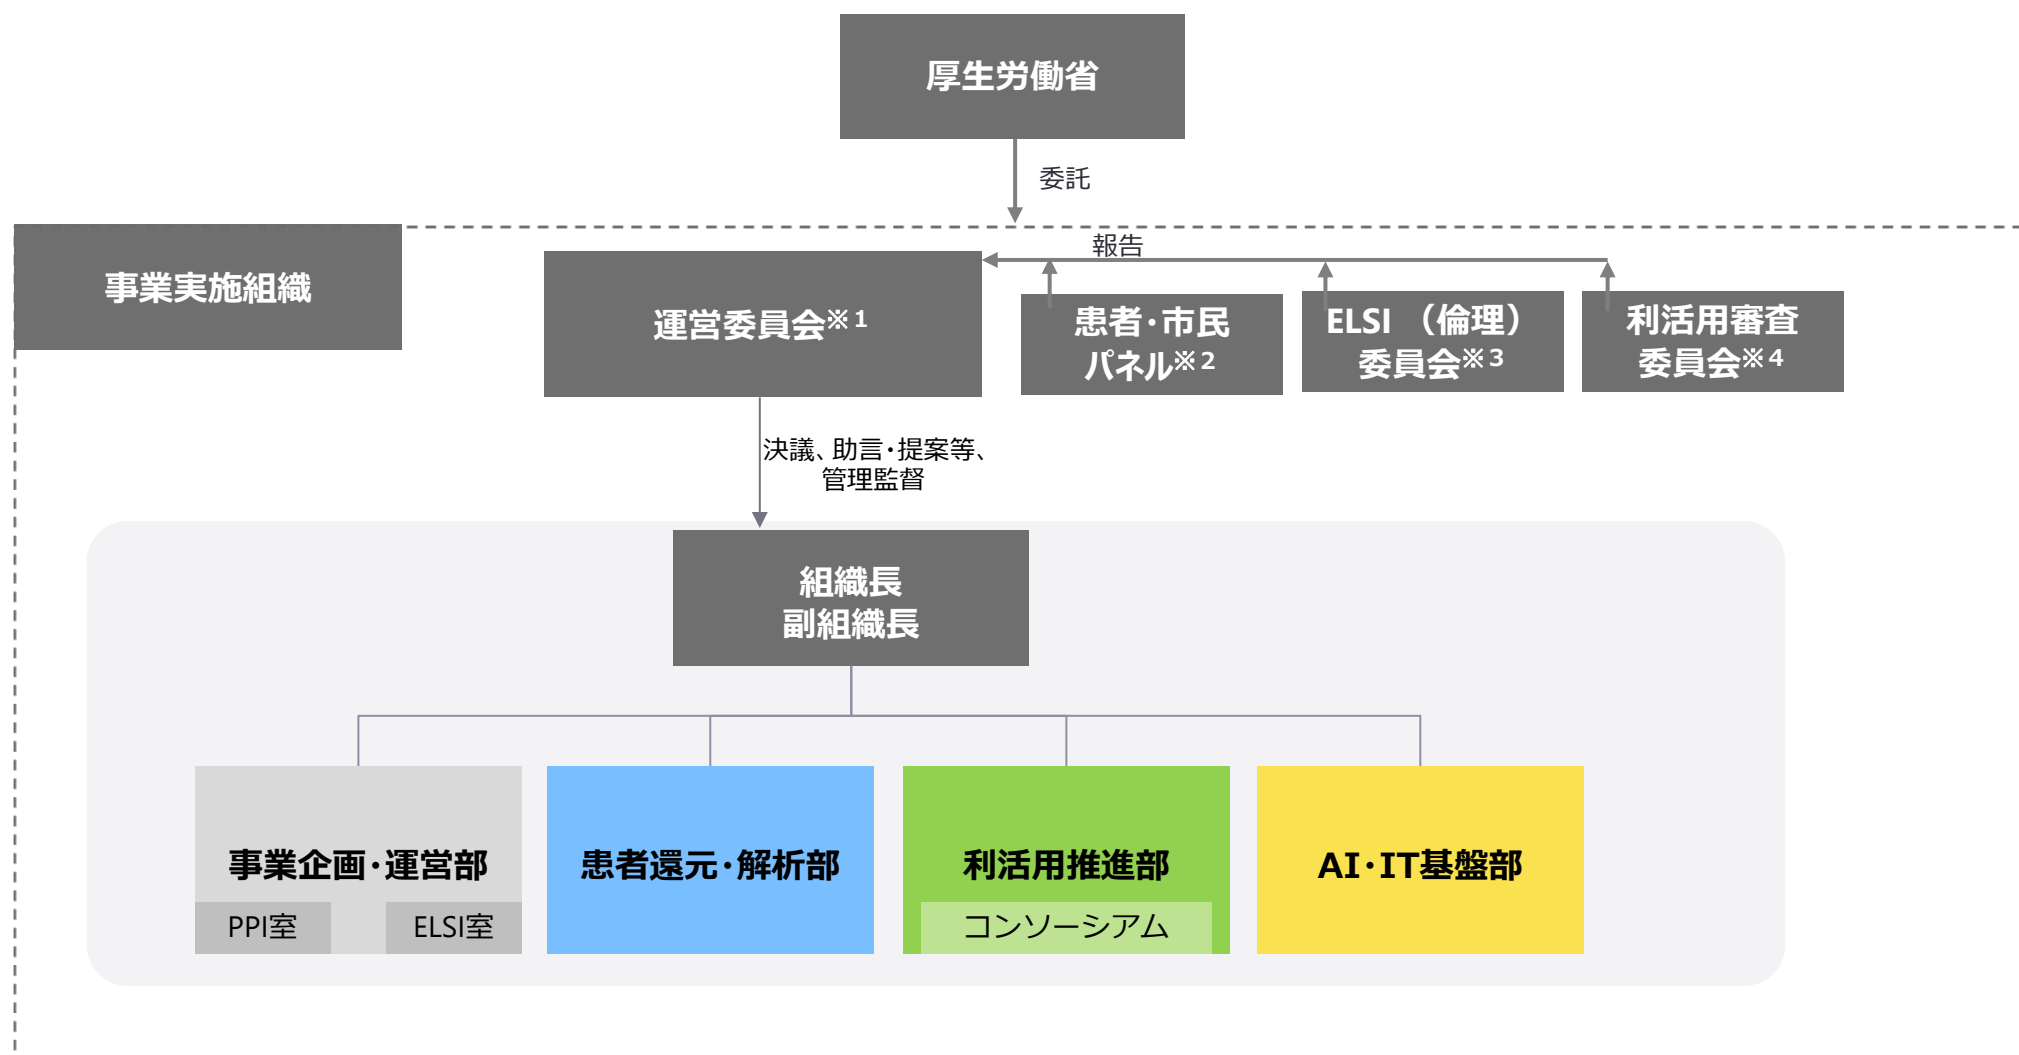 厚生労働省
委託
事業実施組織
報告
運営委員会※1
患者・市民
パネル※2
ELSI （倫理）
委員会※3
利活用審査
委員会※4
決議、助言・提案等、
管理監督
組織長
副組織長
事業企画・運営部
PPI室
ELSI室
患者還元・解析部
利活用推進部
コンソーシアム
AI・IT基盤部